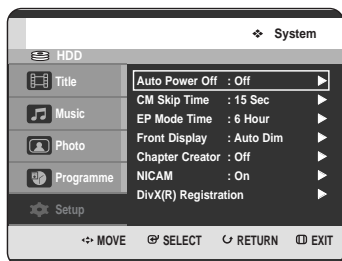 ❖ System
HDD
Title
Music
Photo
Programme
Setup
Auto Power Off : Off ▶
CM Skip Time : 15 Sec ▶
EP Mode Time : 6 Hour ▶
Front Display : Auto Dim ▶
Chapter Creator : Off ▶
NICAM : On ▶
DivX(R) Registration ▶
MOVE SELECT RETURN EXIT